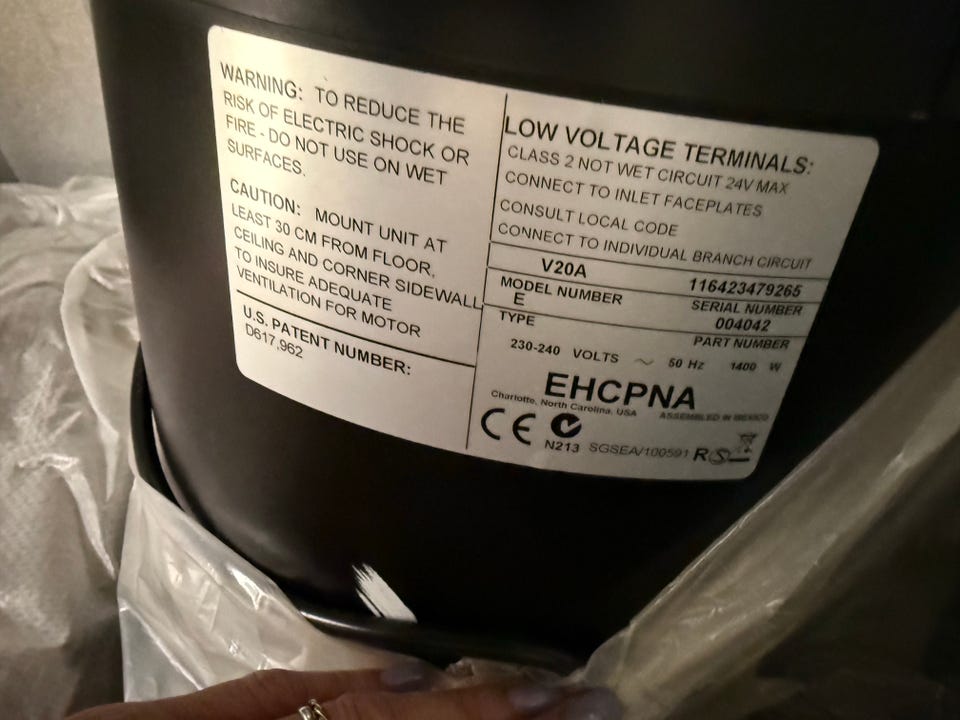 WARNING: TO REDUCE THE
RISK OF ELECTRIC SHOCK OR
FIRE - DO NOT USE ON WET
SURFACES.
CAUTION: MOUNT UNIT AT
LEAST 30 CM FROM FLOOR,
CEILING AND CORNER SIDEWALL
TO INSURE ADEQUATE
VENTILATION FOR MOTOR
U.S. PATENT NUMBER:
D617,962
LOW VOLTAGE TERMINALS:
CLASS 2 NOT WET CIRCUIT 24V MAX
CONNECT TO INLET FACEPLATES
CONSULT LOCAL CODE
CONNECT TO INDIVIDUAL BRANCH CIRCUIT
V20A 116423479265
MODEL NUMBER SERIAL NUMBER
E 004042
TYPE PART NUMBER
230-240 VOLTS ~ 50 Hz 1400 W
EHCPNA
Charlotte, North Carolina, USA ASSEMBLED IN MEXICO
CE N213 SGSEA/100591 RS